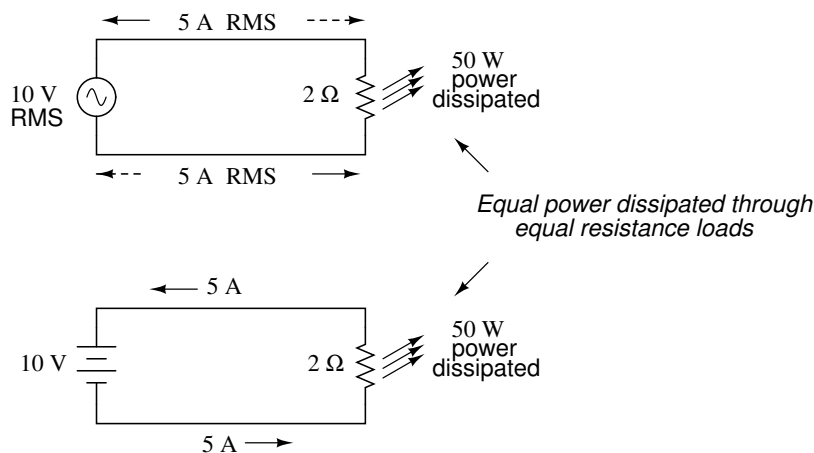 5 A RMS
10 V
RMS
2 Ω
50 W
power
dissipated
5 A RMS
Equal power dissipated through
equal resistance loads
5 A
10 V
2 Ω
50 W
power
dissipated
5 A